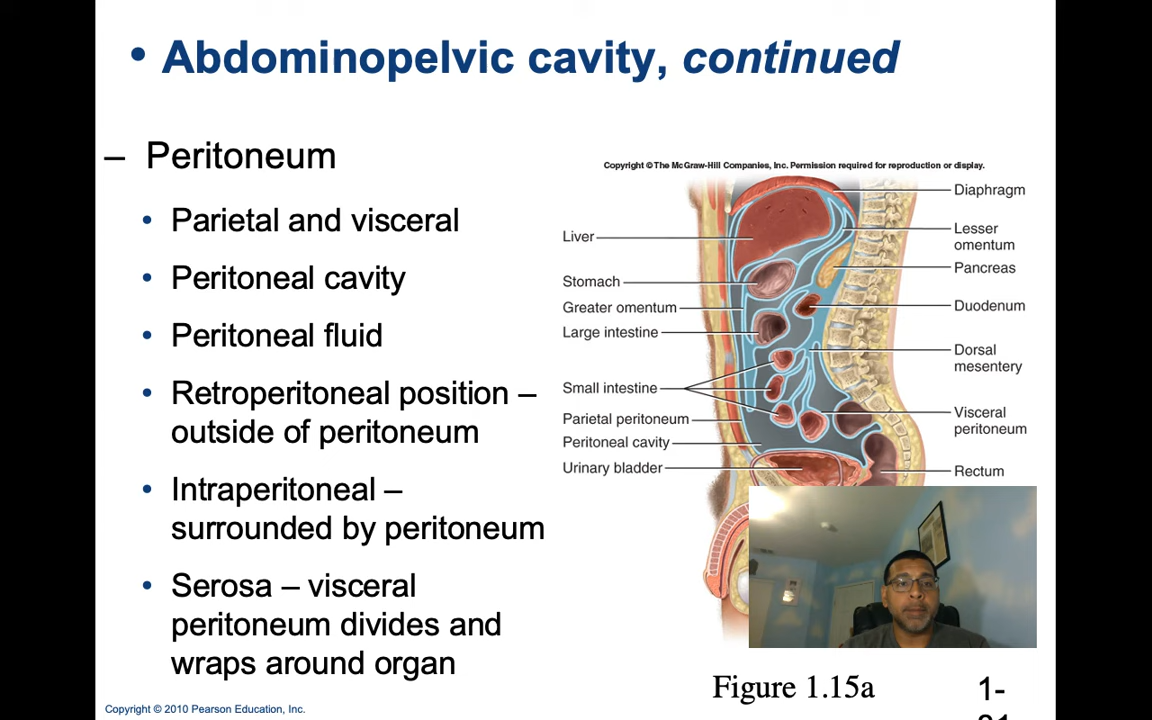 • Abdominopelvic cavity, continued
– Peritoneum
• Parietal and visceral
• Peritoneal cavity
• Peritoneal fluid
• Retroperitoneal position –
outside of peritoneum
• Intraperitoneal –
surrounded by peritoneum
• Serosa – visceral
peritoneum divides and
wraps around organ
Copyright © The McGraw-Hill Companies, Inc. Permission required for reproduction or display.
Liver
Stomach
Greater omentum
Large intestine
Small intestine
Parietal peritoneum
Peritoneal cavity
Urinary bladder
Diaphragm
Lesser
omentum
Pancreas
Duodenum
Dorsal
mesentery
Visceral
peritoneum
Rectum
Figure 1.15a
1-
Copyright © 2010 Pearson Education, Inc.